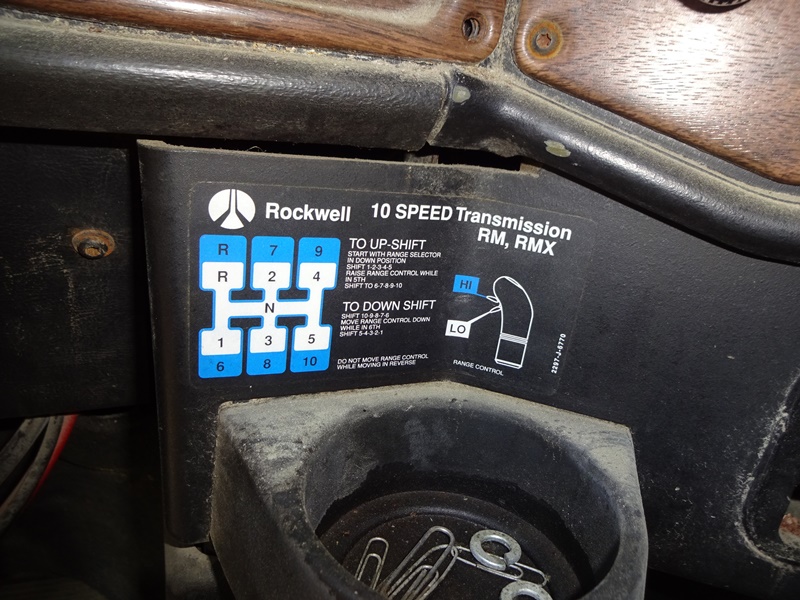 Rockwell 10 SPEED Transmission
RM, RMX
R 7 9
R 2 4
N
1 3 5
6 8 10
TO UP-SHIFT
START WITH RANGE SELECTOR
IN DOWN POSITION
SHIFT 1-2-3-4-5
RAISE RANGE CONTROL WHILE
IN 5TH
SHIFT TO 6-7-8-9-10
TO DOWN SHIFT
SHIFT 10-9-8-7-6
MOVE RANGE CONTROL DOWN
WHILE IN 6TH
SHIFT 5-4-3-2-1
DO NOT MOVE RANGE CONTROL
WHILE MOVING IN REVERSE
HI
LO
RANGE CONTROL
2297-J-6770